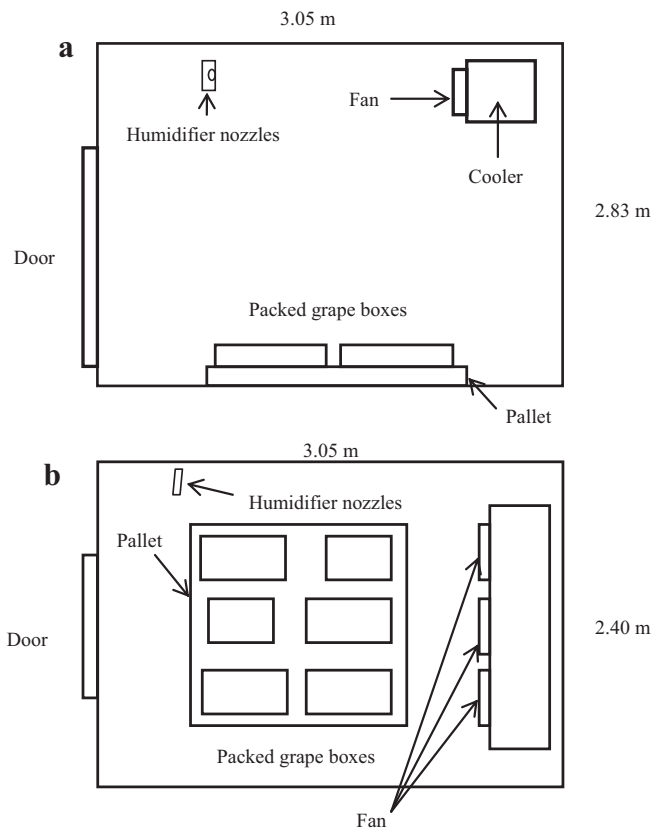 3.05 m
a
Fan
Humidifier nozzles
Cooler
2.83 m
Door
Packed grape boxes
Pallet
3.05 m
b
Humidifier nozzles
Pallet
Door
2.40 m
Packed grape boxes
Fan